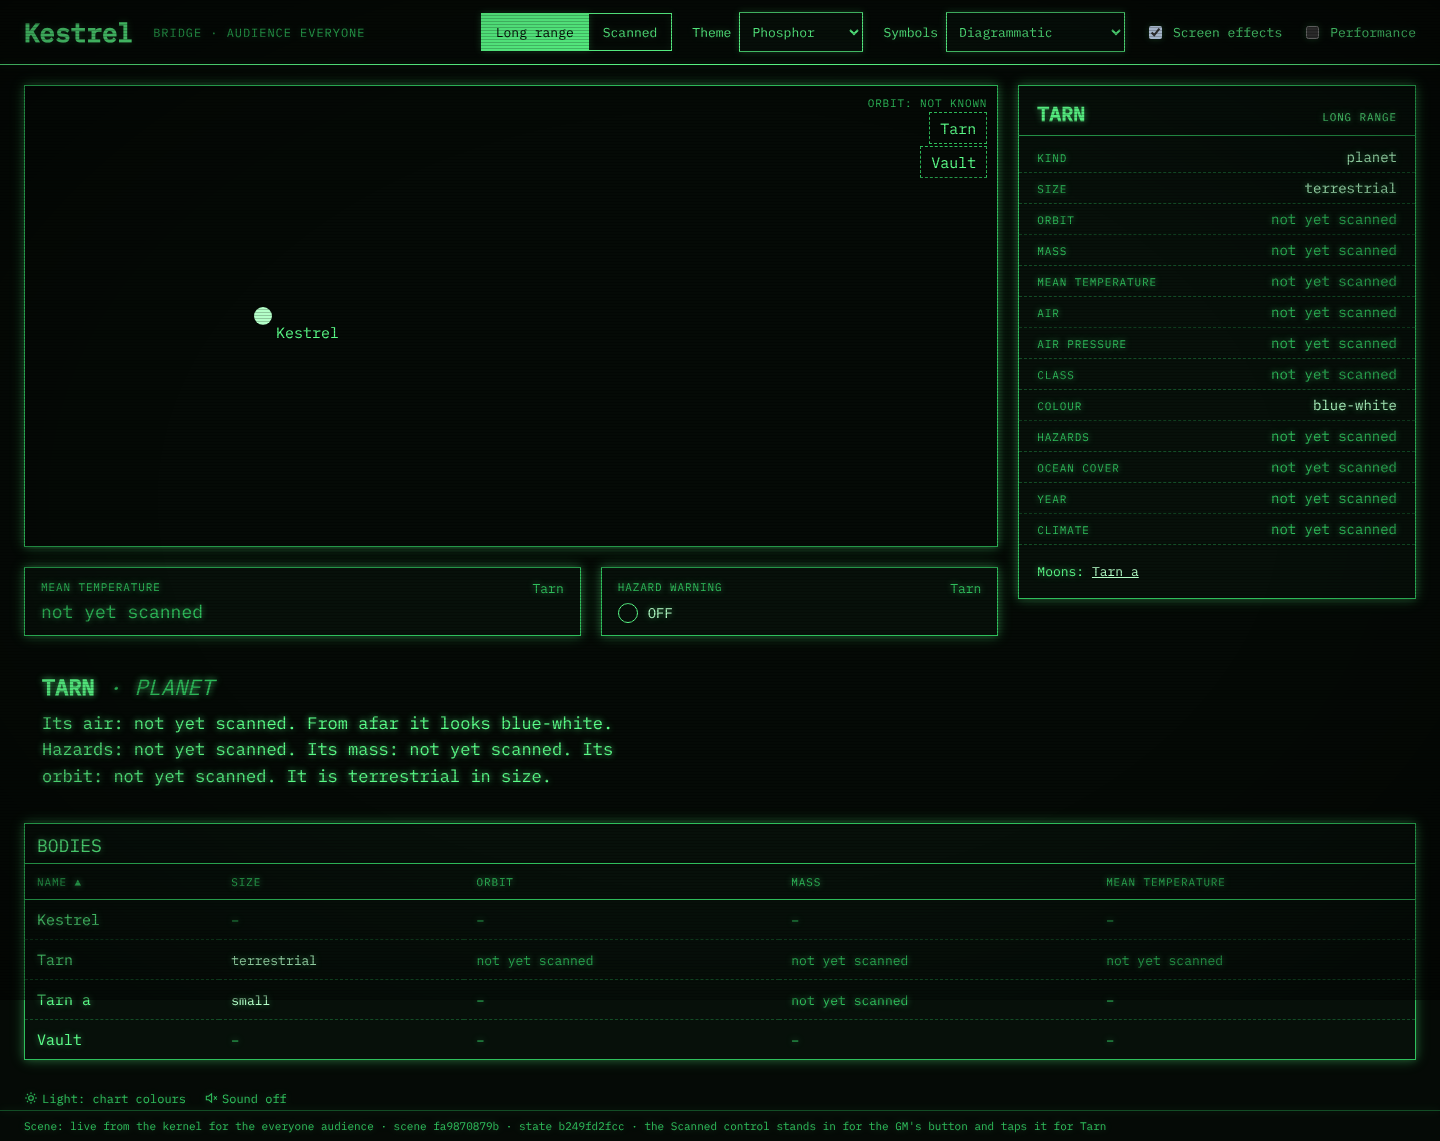 Kestrel
BRIDGE · AUDIENCE EVERYONE
Long range
Scanned
Theme
Phosphor
Symbols
Diagrammatic
Screen effects
Performance
ORBIT: NOT KNOWN
Tarn
Vault
Kestrel
TARN
LONG RANGE
KIND planet
SIZE terrestrial
ORBIT not yet scanned
MASS not yet scanned
MEAN TEMPERATURE not yet scanned
AIR not yet scanned
AIR PRESSURE not yet scanned
CLASS not yet scanned
COLOUR blue-white
HAZARDS not yet scanned
OCEAN COVER not yet scanned
YEAR not yet scanned
CLIMATE not yet scanned
Moons: Tarn a
MEAN TEMPERATURE Tarn
not yet scanned
HAZARD WARNING Tarn
OFF
TARN · PLANET
Its air: not yet scanned. From afar it looks blue-white.
Hazards: not yet scanned. Its mass: not yet scanned. Its
orbit: not yet scanned. It is terrestrial in size.
BODIES
NAME ▲ SIZE ORBIT MASS MEAN TEMPERATURE
Kestrel – – – –
Tarn terrestrial not yet scanned not yet scanned not yet scanned
Tarn a small – not yet scanned –
Vault – – – –
Light: chart colours Sound off
Scene: live from the kernel for the everyone audience · scene fa9870879b · state b249fd2fcc · the Scanned control stands in for the GM's button and taps it for Tarn